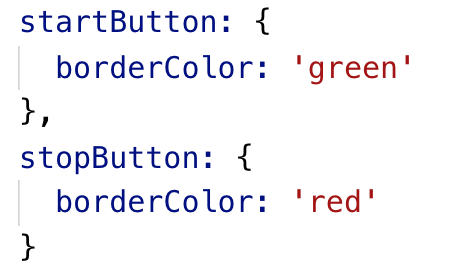 startButton: {
  borderColor: 'green'
},
stopButton: {
  borderColor: 'red'
}